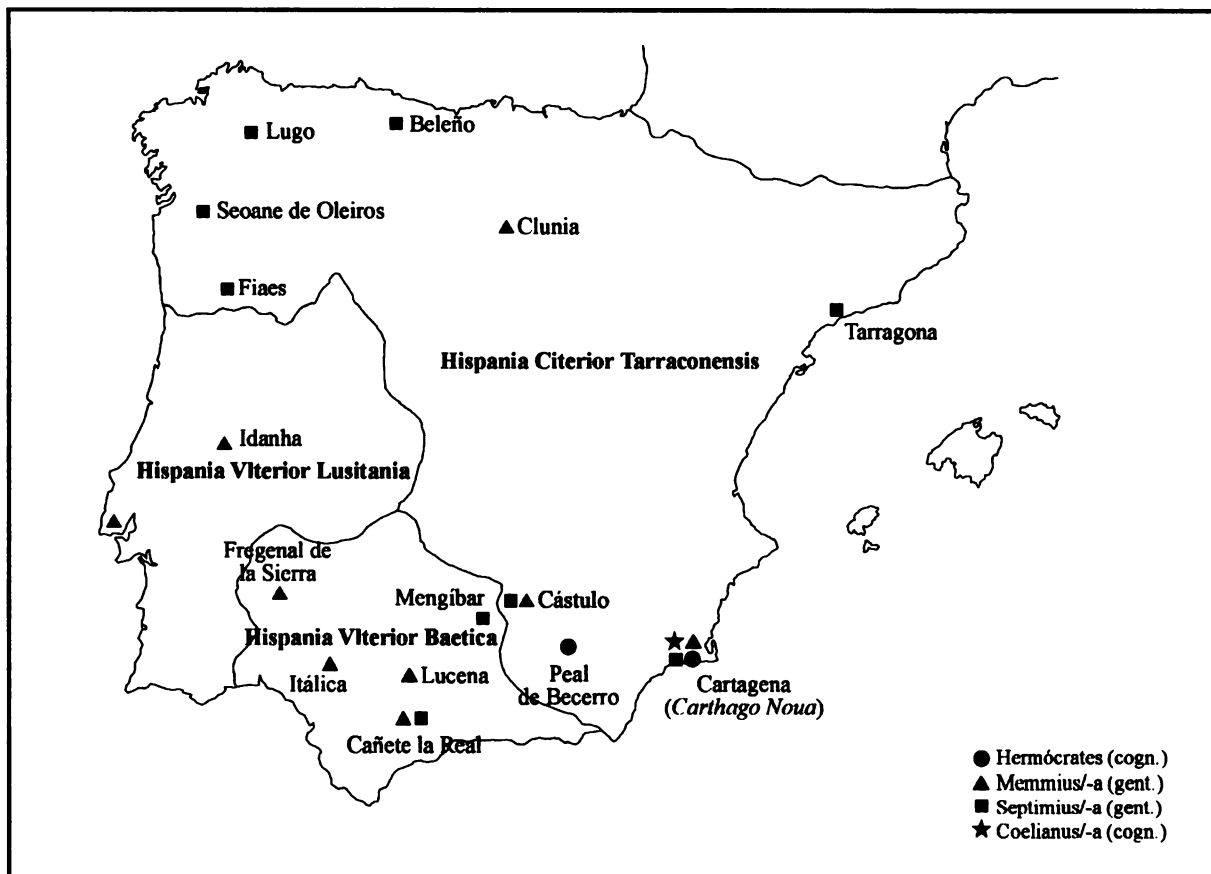 Beleño
Lugo
Seoane de Oleiros
Clunia
Fiaes
Tarragona
Hispania Citerior Tarraconensis
Idanha
Hispania Vlterior Lusitania
Fregenal de
la Sierra
Mengíbar
Cástulo
Hispania Vlterior Baetica
Itálica
Lucena
Peal
de Becerro
Cartagena
(Carthago Noua)
Cañete la Real
Hermócrates (cogn.)
Memmius/-a (gent.)
Septimius/-a (gent.)
Coelianus/-a (cogn.)